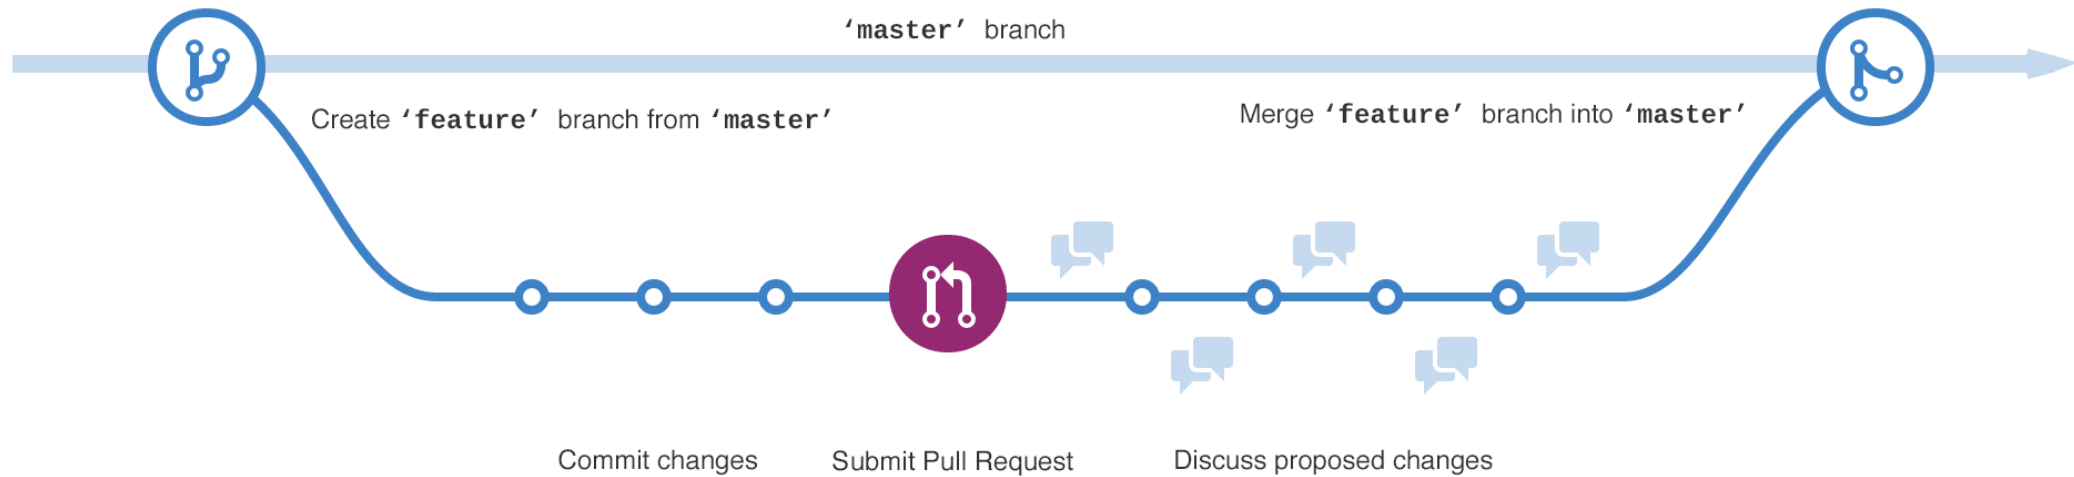 ‘master’ branch
Create ‘feature’ branch from ‘master’
Merge ‘feature’ branch into ‘master’
Commit changes
Submit Pull Request
Discuss proposed changes